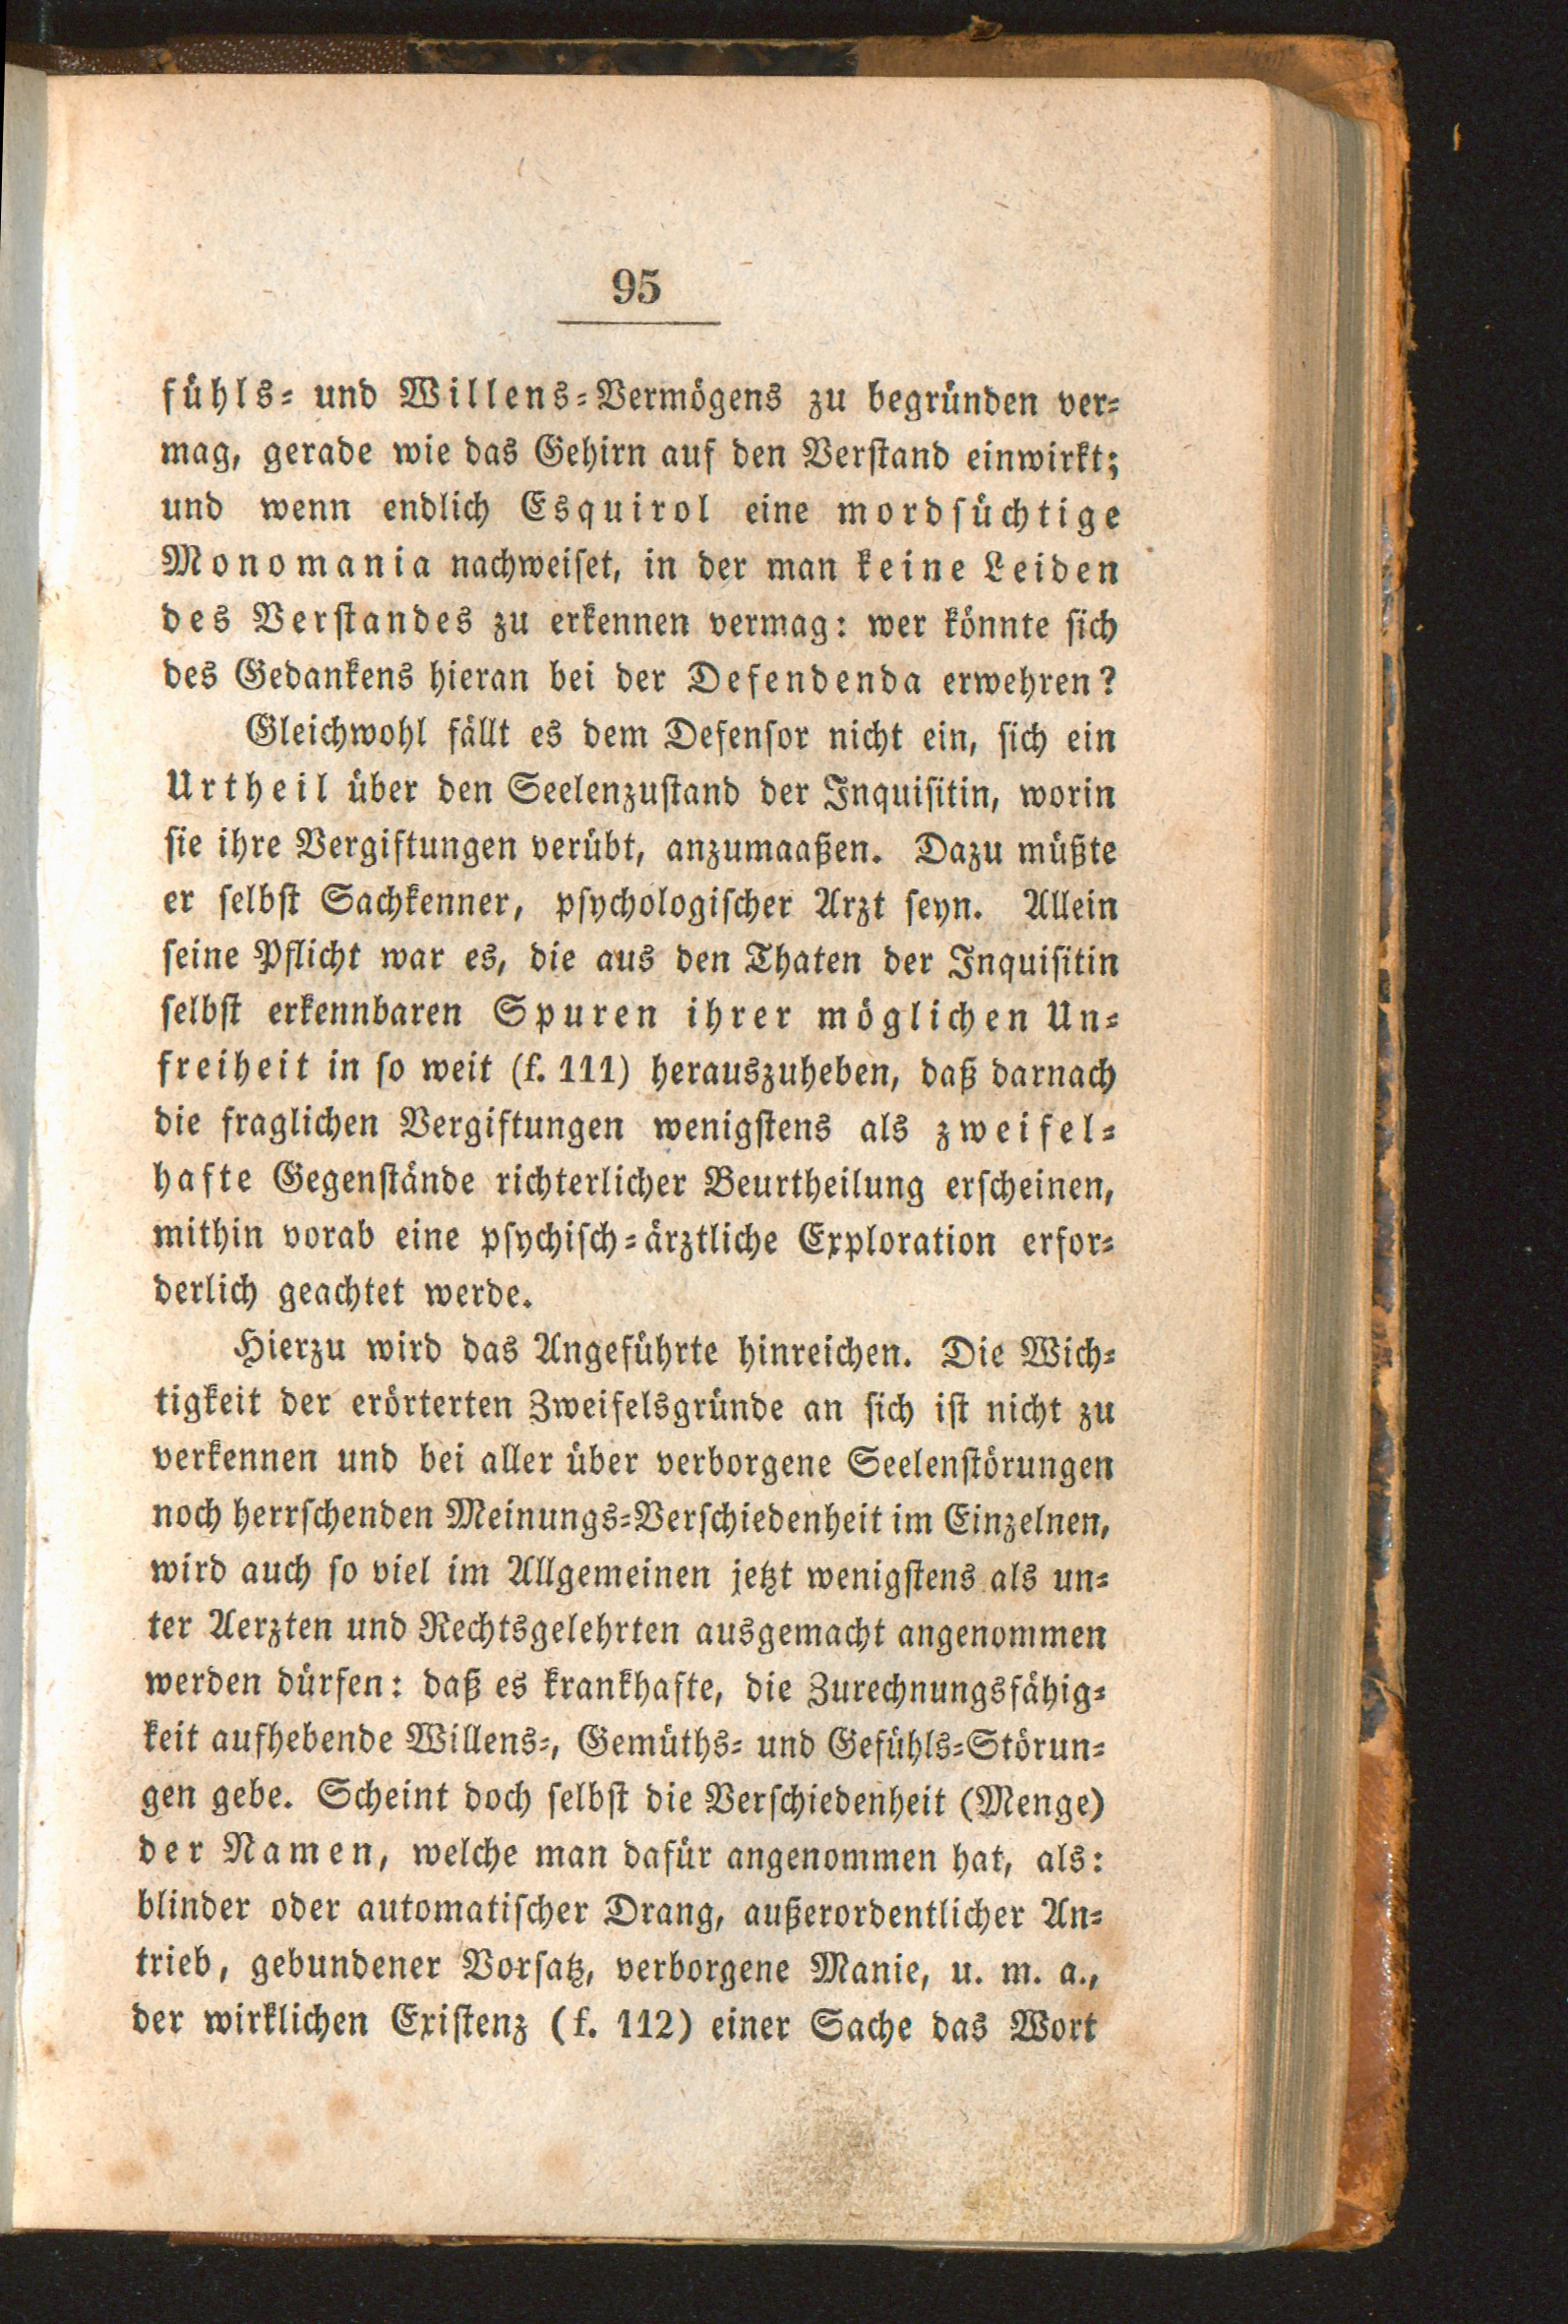 95
fühls- und Willens-Vermögens zu begründen ver-
mag, gerade wie das Gehirn auf den Verstand einwirkt;
und wenn endlich Esquirol eine mordsüchtige
Monomania nachweiset, in der man keine Leiden
des Verstandes zu erkennen vermag: wer könnte sich
des Gedankens hieran bei der Defendenda erwehren?
Gleichwohl fällt es dem Defensor nicht ein, sich ein
Urtheil über den Seelenzustand der Inquisitin, worin
sie ihre Vergiftungen verübt, anzumaaßen. Dazu müßte
er selbst Sachkenner, psychologischer Arzt seyn. Allein
seine Pflicht war es, die aus den Thaten der Inquisitin
selbst erkennbaren Spuren ihrer möglichen Un-
freiheit in so weit (f. 111) herauszuheben, daß darnach
die fraglichen Vergiftungen wenigstens als zweifel-
hafte Gegenstände richterlicher Beurtheilung erscheinen,
mithin vorab eine psychisch-ärztliche Exploration erfor-
derlich geachtet werde.
Hierzu wird das Angeführte hinreichen. Die Wich-
tigkeit der erörterten Zweifelsgründe an sich ist nicht zu
verkennen und bei aller über verborgene Seelenstörungen
noch herrschenden Meinungs-Verschiedenheit im Einzelnen,
wird auch so viel im Allgemeinen jetzt wenigstens als un-
ter Aerzten und Rechtsgelehrten ausgemacht angenommen
werden dürfen: daß es krankhafte, die Zurechnungsfähig-
keit aufhebende Willens-, Gemüths- und Gefühls-Störun-
gen gebe. Scheint doch selbst die Verschiedenheit (Menge)
der Namen, welche man dafür angenommen hat, als:
blinder oder automatischer Drang, außerordentlicher An-
trieb, gebundener Vorsatz, verborgene Manie, u. m. a.,
der wirklichen Existenz (f. 112) einer Sache das Wort